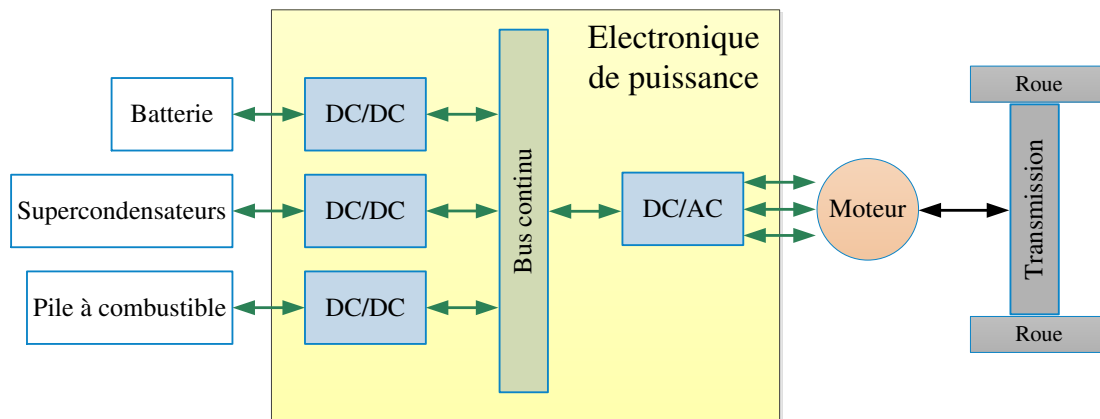 Electronique
de puissance
Batterie
DC/DC
Supercondensateurs
DC/DC
Pile à combustible
DC/DC
Bus continu
DC/AC
Moteur
Roue
Transmission
Roue